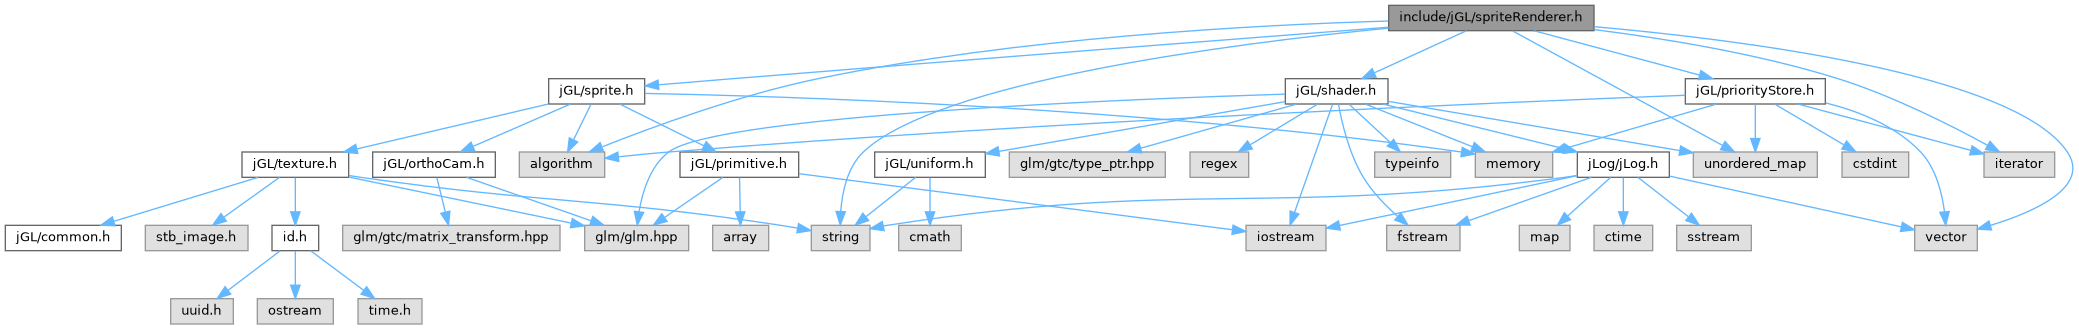 include/jGL/spriteRenderer.h
jGL/sprite.h
jGL/shader.h
jGL/priorityStore.h
jGL/texture.h
jGL/orthoCam.h
algorithm
jGL/primitive.h
jGL/uniform.h
glm/gtc/type_ptr.hpp
regex
typeinfo
memory
jLog/jLog.h
unordered_map
cstdint
iterator
jGL/common.h
stb_image.h
id.h
glm/gtc/matrix_transform.hpp
glm/glm.hpp
array
string
cmath
iostream
fstream
map
ctime
sstream
vector
uuid.h
ostream
time.h